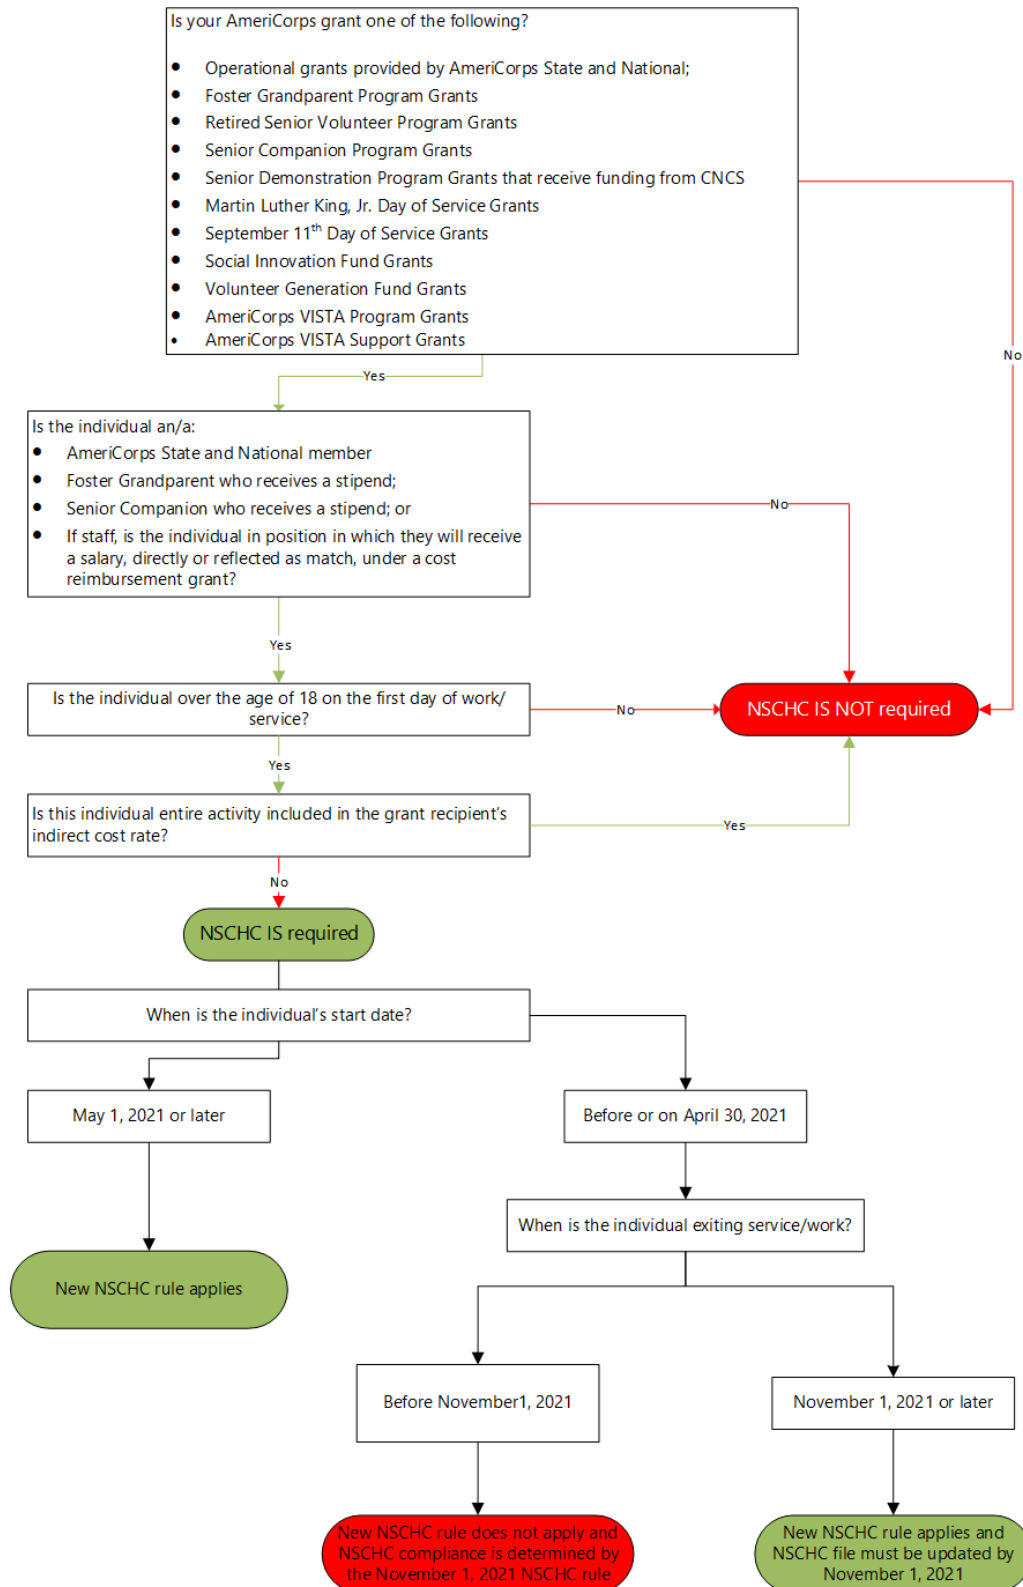 Is your AmeriCorps grant one of the following?
• Operational grants provided by AmeriCorps State and National;
• Foster Grandparent Program Grants
• Retired Senior Volunteer Program Grants
• Senior Companion Program Grants
• Senior Demonstration Program Grants that receive funding from CNCS
• Martin Luther King, Jr. Day of Service Grants
• September 11th Day of Service Grants
• Social Innovation Fund Grants
• Volunteer Generation Fund Grants
• AmeriCorps VISTA Program Grants
• AmeriCorps VISTA Support Grants
No
Yes
Is the individual an/a:
• AmeriCorps State and National member
• Foster Grandparent who receives a stipend;
• Senior Companion who receives a stipend; or
• If staff, is the individual in position in which they will receive
a salary, directly or reflected as match, under a cost
reimbursement grant?
No
Yes
Is the individual over the age of 18 on the first day of work/
service?
No
NSCHC IS NOT required
Yes
Is this individual entire activity included in the grant recipient's
indirect cost rate?
Yes
No
NSCHC IS required
When is the individual's start date?
May 1, 2021 or later
Before or on April 30, 2021
When is the individual exiting service/work?
New NSCHC rule applies
Before November1, 2021
November 1, 2021 or later
New NSCHC rule does not apply and
NSCHC compliance is determined by
the November 1, 2021 NSCHC rule
New NSCHC rule applies and
NSCHC file must be updated by
November 1, 2021